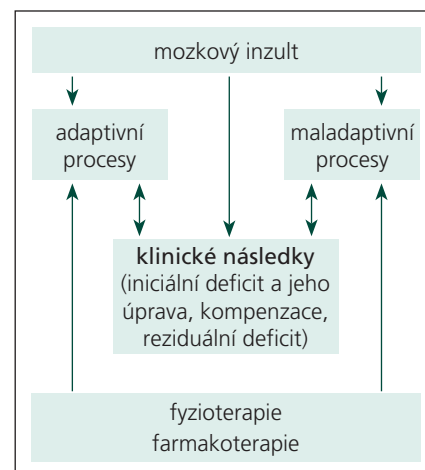 mozkový inzult
adaptivní
procesy
maladaptivní
procesy
klinické následky
(iniciální deficit a jeho
úprava, kompenzace,
reziduální deficit)
fyzioterapie
farmakoterapie